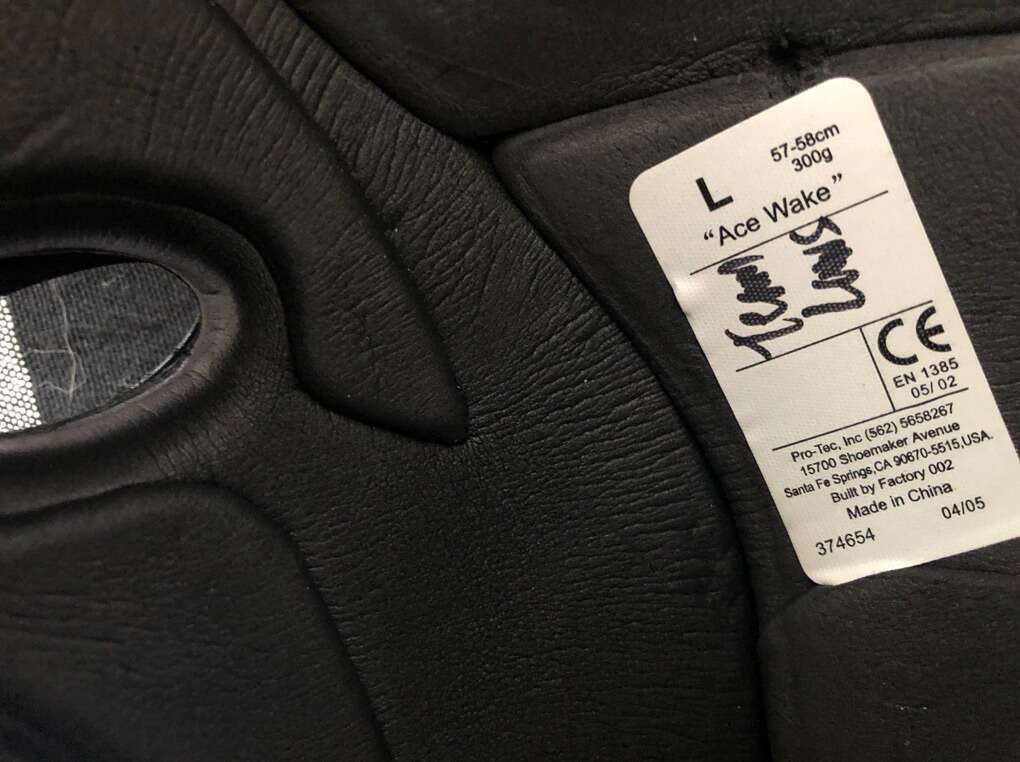 L
57-58cm
300g
“Ace Wake”
CE
EN 1385
05/ 02
Pro-Tec, Inc (562) 5658267
15700 Shoemaker Avenue
Santa Fe Springs,CA 90670-5515,USA.
Built by Factory 002
Made in China
374654
04/05